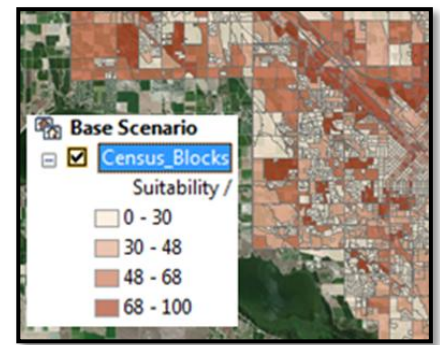 Base Scenario
Census_Blocks
Suitability /
0 - 30
30 - 48
48 - 68
68 - 100